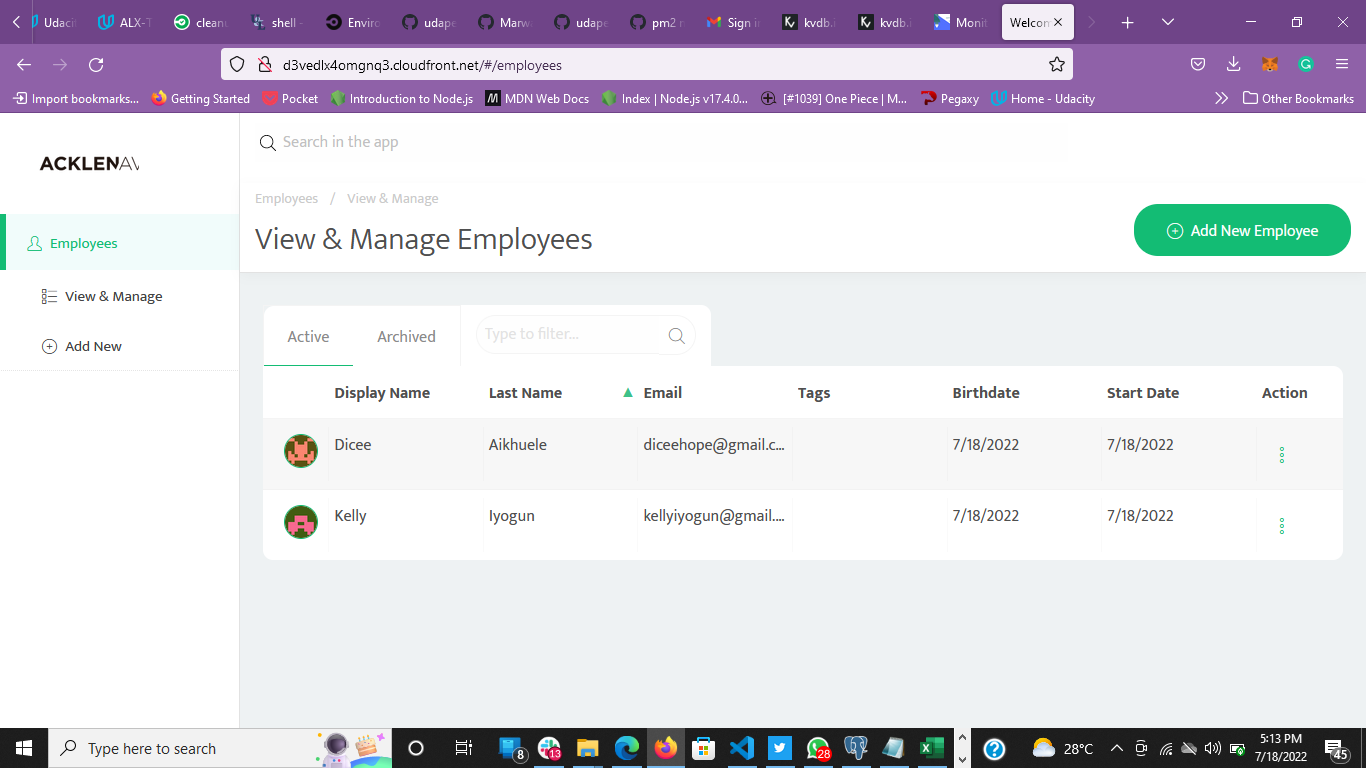 Udaci ALX-T clean shell - Enviro udape Marwa udape pm2 n Sign in kvdb.i kvdb.i Monit Welcom
d3vedlx4omgnq3.cloudfront.net/#/employees
Import bookmarks... Getting Started Pocket Introduction to Node.js MDN Web Docs Index | Node.js v17.4.0... [#1039] One Piece | M... Pegaxy Home - Udacity Other Bookmarks
ACKLENAV
Search in the app
Employees / View & Manage
View & Manage Employees
Add New Employee
Employees
View & Manage
Add New
Active Archived Type to filter...
Display Name Last Name Email Tags Birthdate Start Date Action
Dicee Aikhuele diceehope@gmail.c... 7/18/2022 7/18/2022
Kelly Iyogun kellyiyogun@gmail.... 7/18/2022 7/18/2022
Type here to search
8 13 28 28°C 45
5:13 PM
7/18/2022